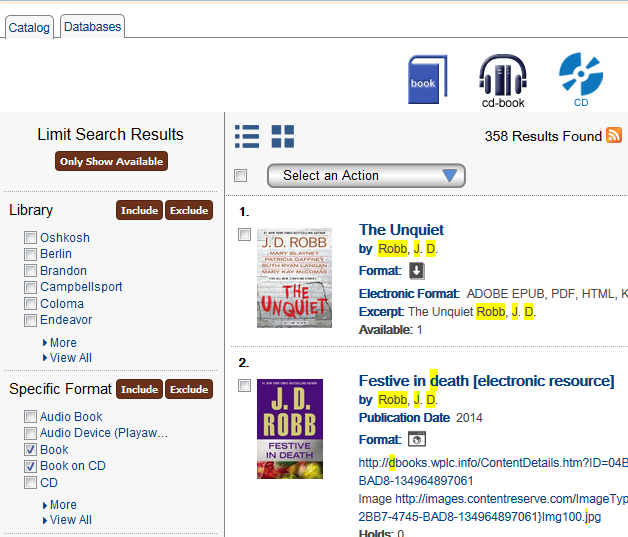 Catalog Databases
book
cd-book
CD
Limit Search Results
Only Show Available
Library Include Exclude
Oshkosh
Berlin
Brandon
Campbellsport
Coloma
Endeavor
More
View All
Specific Format Include Exclude
Audio Book
Audio Device (Playaw...
Book
Book on CD
CD
More
View All
358 Results Found
Select an Action
1.
#1 NEW YORK TIMES BESTSELLING AUTHOR
J.D. ROBB
MARY BLAYNEY
PATRICIA GAFFNEY
RUTH RYAN LANGAN
MARY KAY McCOMAS
THE
UNQUIET
The Unquiet
by Robb, J. D.
Format:
Electronic Format: ADOBE EPUB, PDF, HTML, K
Excerpt: The Unquiet Robb, J. D.
Available: 1
2.
J. D.
ROBB
FESTIVE
IN DEATH
Festive in death [electronic resource]
by Robb, J. D.
Publication Date 2014
Format:
http://dbooks.wplc.info/ContentDetails.htm?ID=04B
BAD8-134964897061
Image http://images.contentreserve.com/ImageTyp
2BB7-4745-BAD8-134964897061}Img100.jpg
Holds: 0